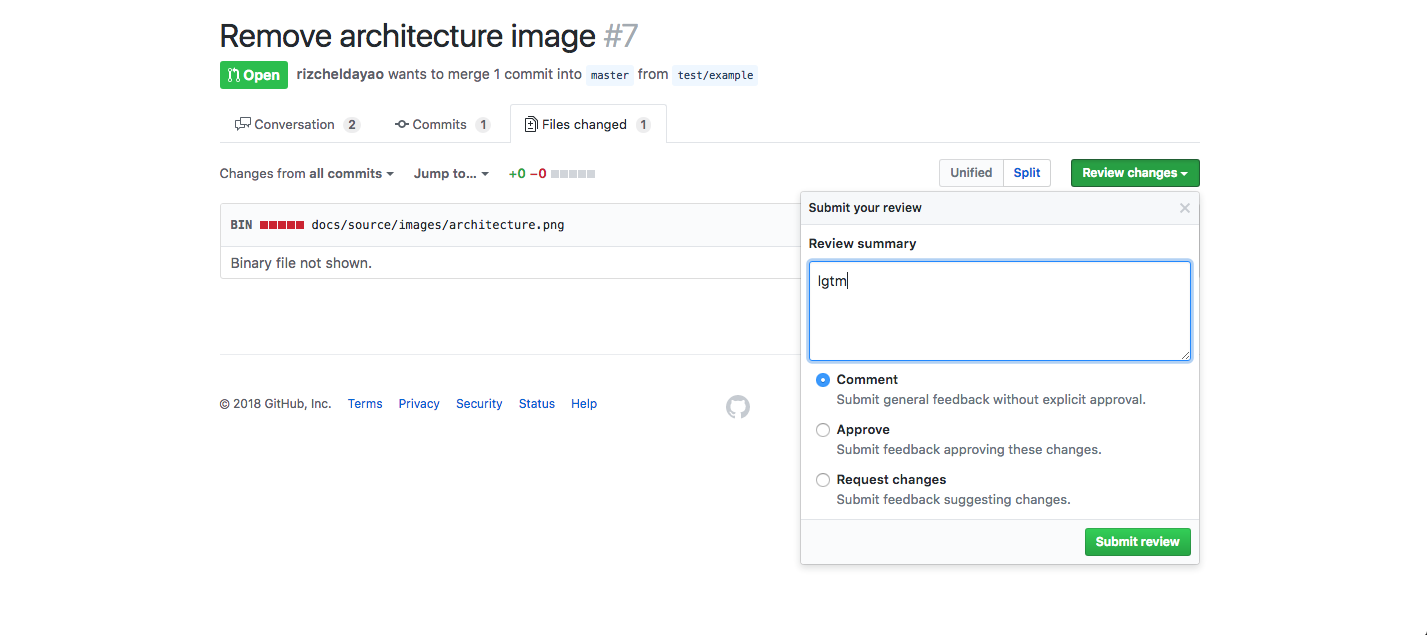 Remove architecture image #7
Open rizcheldayao wants to merge 1 commit into master from test/example
Conversation 2 Commits 1 Files changed 1
Changes from all commits Jump to... +0 −0 Unified Split Review changes
BIN docs/source/images/architecture.png
Binary file not shown.
Submit your review
Review summary
lgtm
Comment
Submit general feedback without explicit approval.
Approve
Submit feedback approving these changes.
Request changes
Submit feedback suggesting changes.
Submit review
© 2018 GitHub, Inc. Terms Privacy Security Status Help